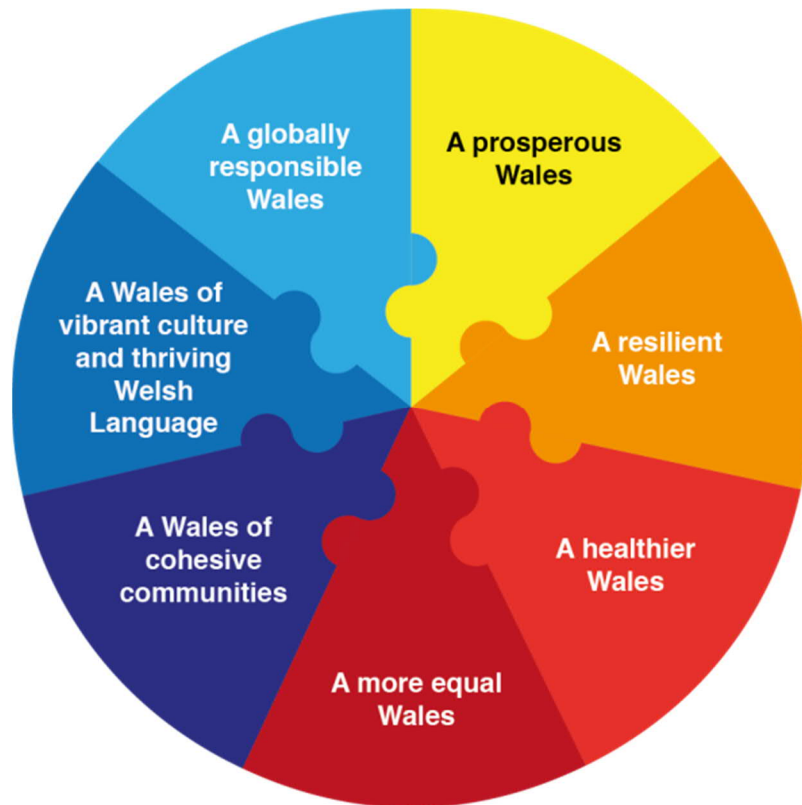 A prosperous
Wales
A resilient
Wales
A healthier
Wales
A more equal
Wales
A Wales of
cohesive
communities
A Wales of
vibrant culture
and thriving
Welsh
Language
A globally
responsible
Wales